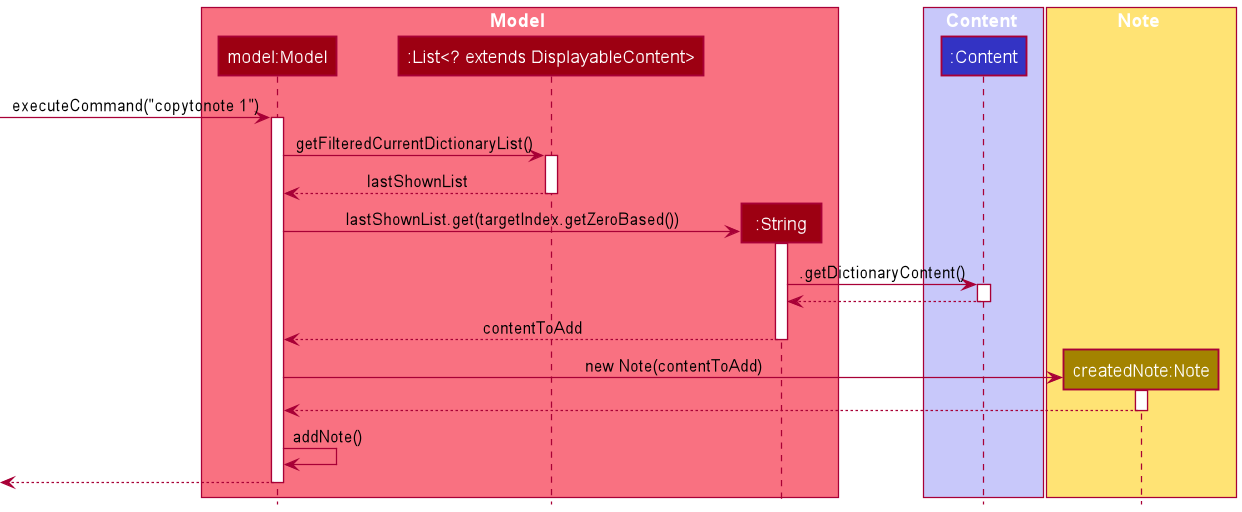 Model
Content
Note
model:Model
:List<? extends DisplayableContent>
:Content
executeCommand("copytonote 1")
getFilteredCurrentDictionaryList()
lastShownList
lastShownList.get(targetIndex.getZeroBased())
:String
.getDictionaryContent()
contentToAdd
new Note(contentToAdd)
createdNote:Note
addNote()